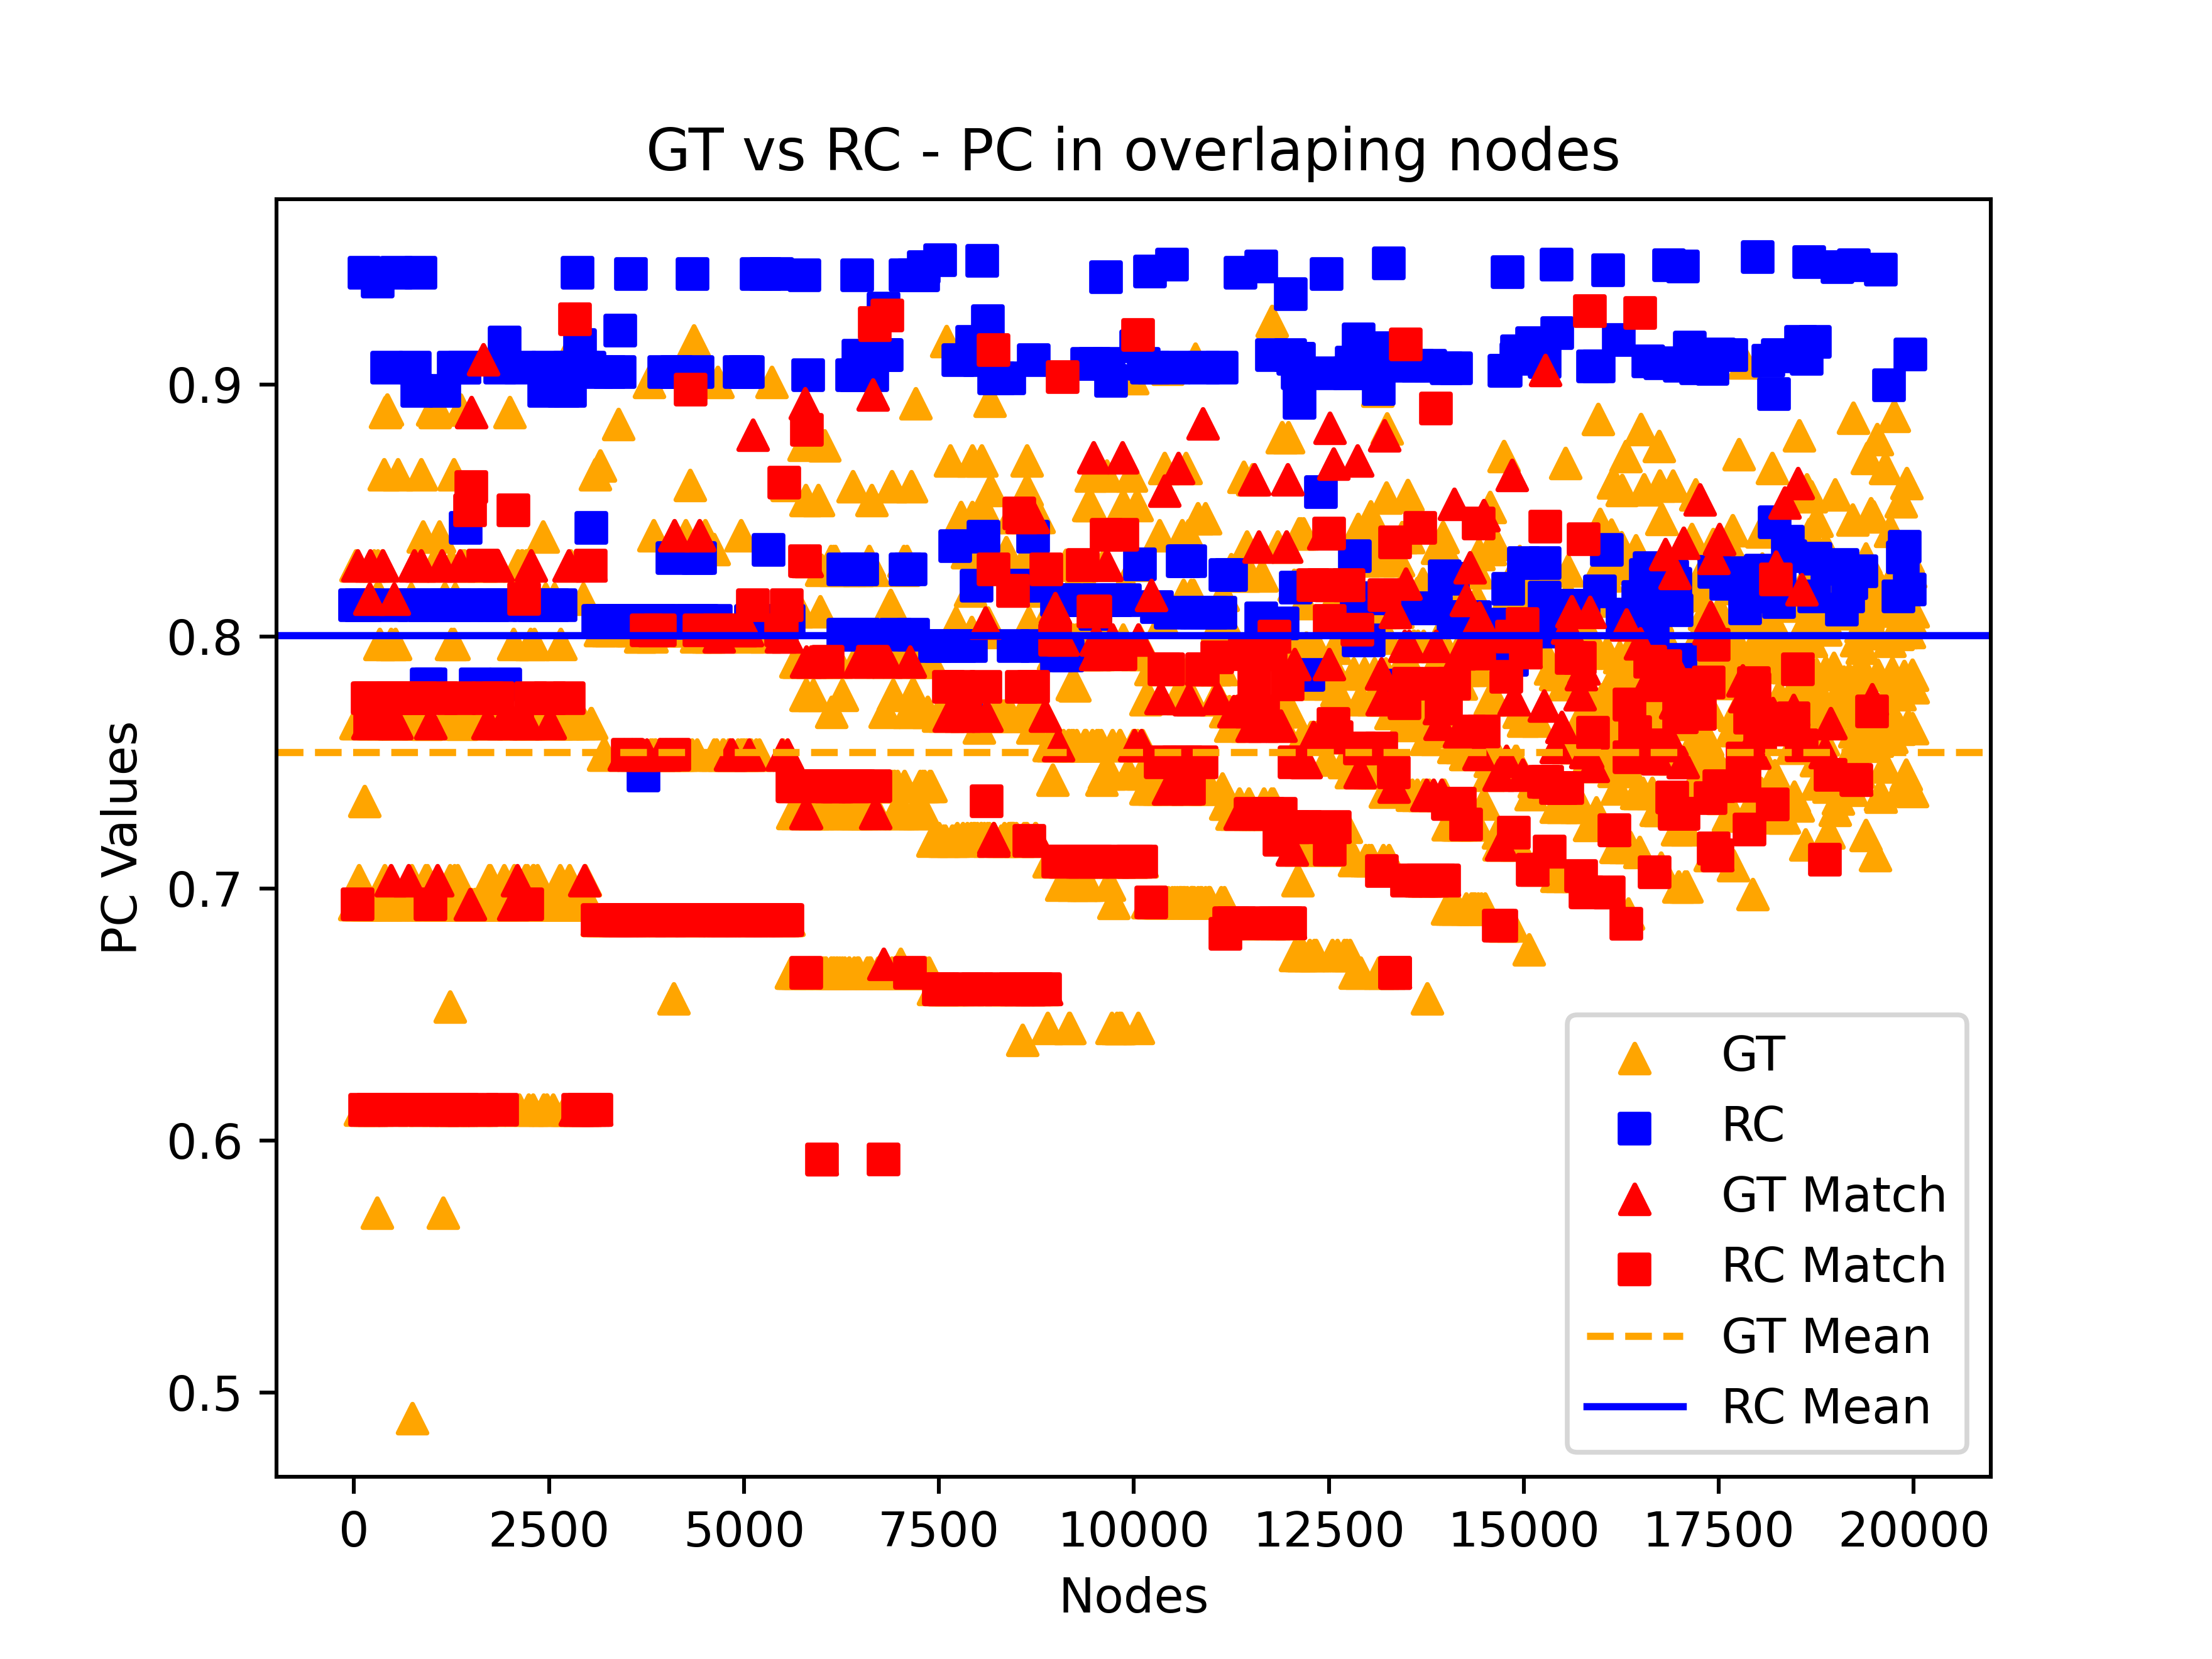 GT vs RC - PC in overlaping nodes
PC Values
0.9
0.8
0.7
0.6
0.5
0
2500
5000
7500
10000
12500
15000
17500
20000
Nodes
GT
RC
GT Match
RC Match
GT Mean
RC Mean